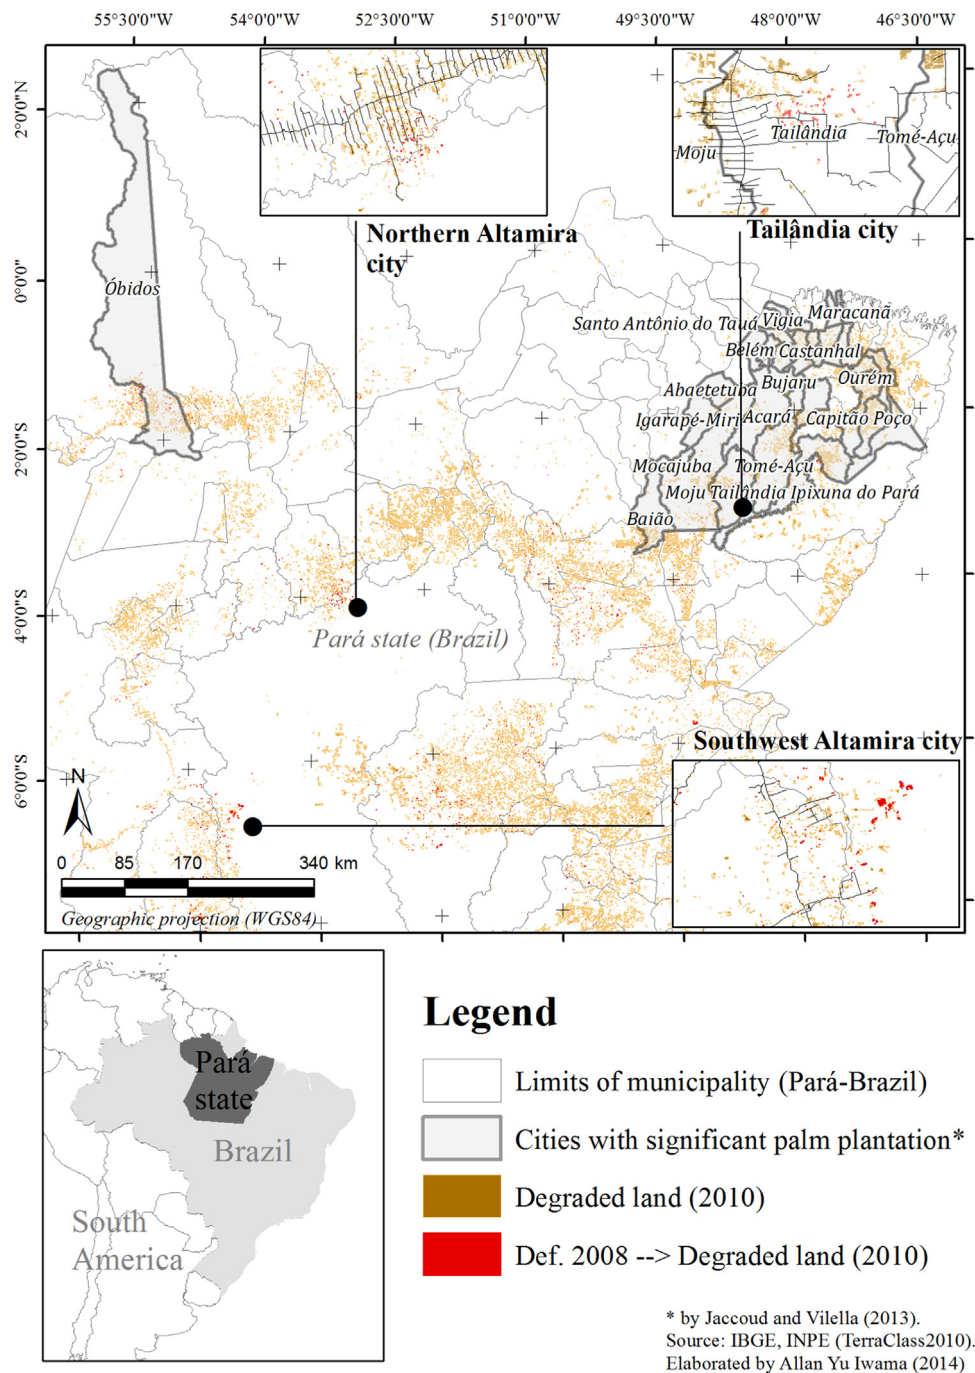 55°3'0"W 54°0'0"W 52°3'0"W 51°0'0"W 49°3'0"W 48°0'0"W 46°3'0"W
2°0'0"N
0°0'0"
2°0'0"S
4°0'0"S
6°0'0"S
Moju
Tailândia
Tomé-Açu
Northern Altamira
city
Tailândia city
Óbidos
Santo Antônio do Tauá
Vigia
Maracanã
Belém
Castanhal
Abaetetuba
Bujaru
Ourém
Igarapé-Miri
Acará
Capitão Poço
Mocajuba
Tomé-Açu
Moju
Tailândia
Ipixuna do Pará
Baião
Pará state (Brazil)
Southwest Altamira city
N
0 85 170 340 km
Geographic projection (WGS84)
Pará
state
Brazil
South
America
Legend
Limits of municipality (Pará-Brazil)
Cities with significant palm plantation*
Degraded land (2010)
Def. 2008 --> Degraded land (2010)
* by Jaccoud and Vilella (2013).
Source: IBGE, INPE (TerraClass2010).
Elaborated by Allan Yu Iwama (2014)